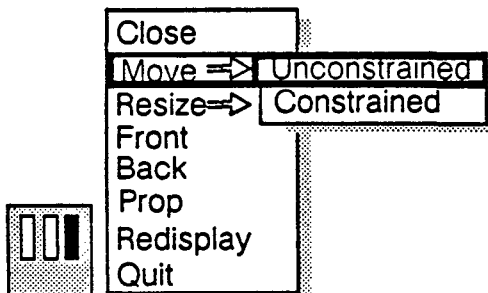 Close
Move ⇒ Unconstrained
Resize⇒ Constrained
Front
Back
Prop
Redisplay
Quit